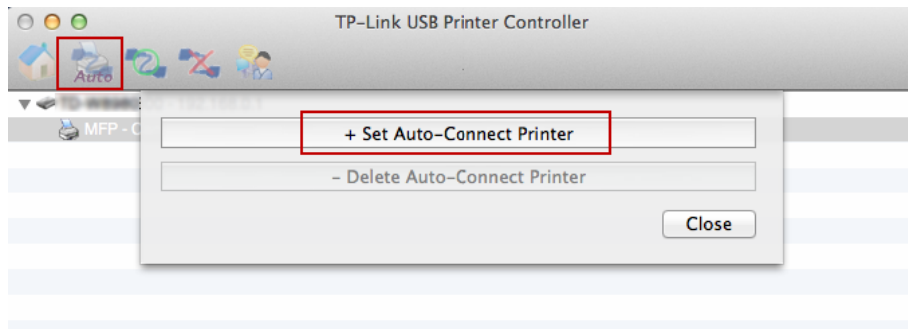 TP-Link USB Printer Controller
Auto
MFP - C
+ Set Auto-Connect Printer
- Delete Auto-Connect Printer
Close